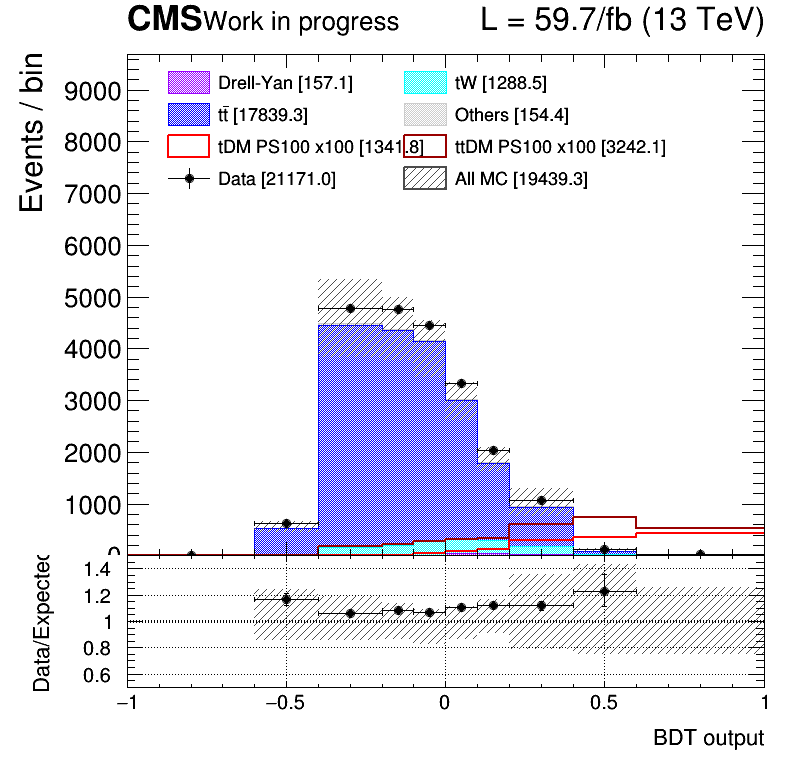 CMS Work in progress L = 59.7/fb (13 TeV)
Events / bin
Drell-Yan [157.1] tW [1288.5]
tt̄ [17839.3] Others [154.4]
tDM PS100 x100 [1341.8] ttDM PS100 x100 [3242.1]
Data [21171.0] All MC [19439.3]
9000
8000
7000
6000
5000
4000
3000
2000
1000
0
Data/Expected
1.4
1.2
1
0.8
0.6
−1 −0.5 0 0.5 1
BDT output